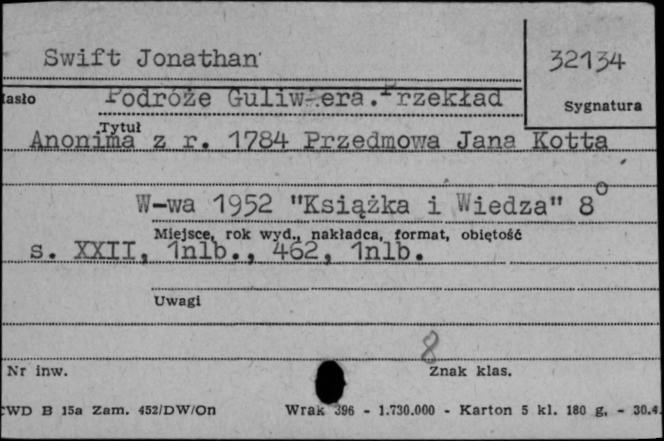 Swift Jonathan
32134
Hasło
Podróże Guliwera. Przekład
Sygnatura
Tytuł
Anonima z r. 1784 Przedmowa Jana Kotta
W-wa 1952 "Książka i Wiedza" 8°
Miejsce, rok wyd., nakładca, format, objętość
s. XXII, 1nlb., 462, 1nlb.
Uwagi
8
Nr inw.
Znak klas.
CWD B 15a Zam. 452/DW/On Wrak 396 - 1.730.000 - Karton 5 kl. 180 g, - 30.4.